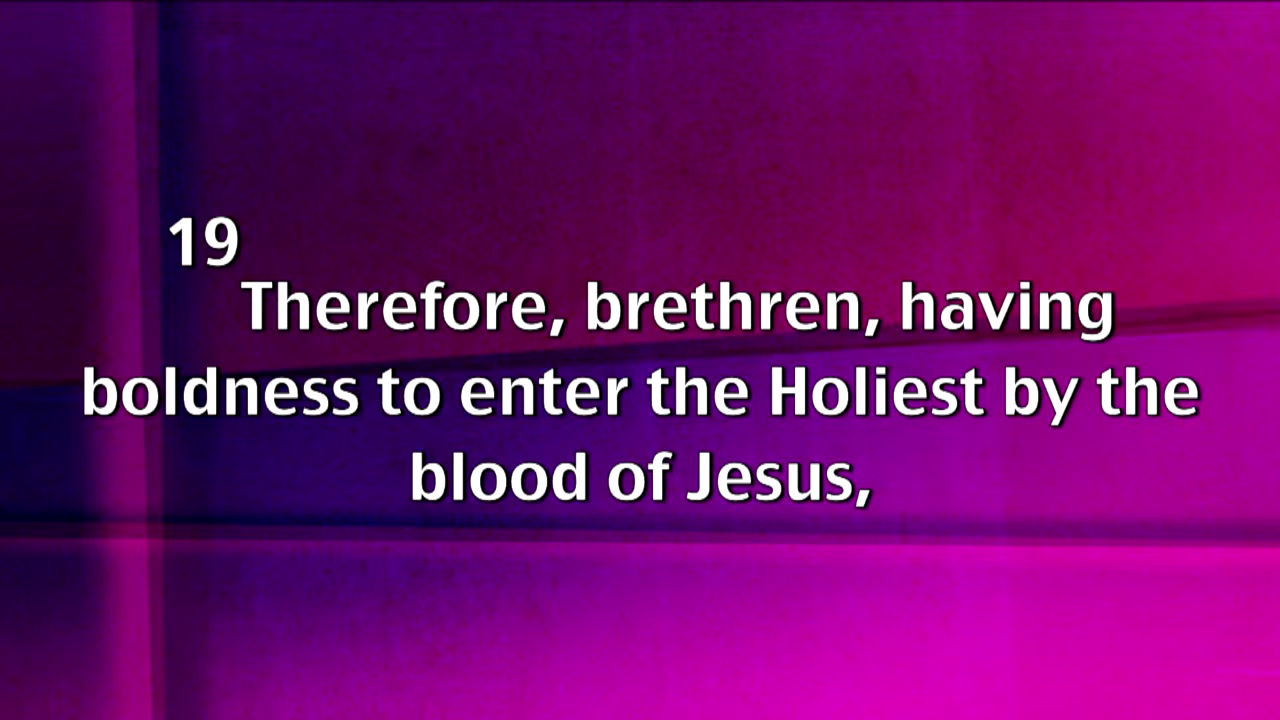 19
Therefore, brethren, having
boldness to enter the Holiest by the
blood of Jesus,